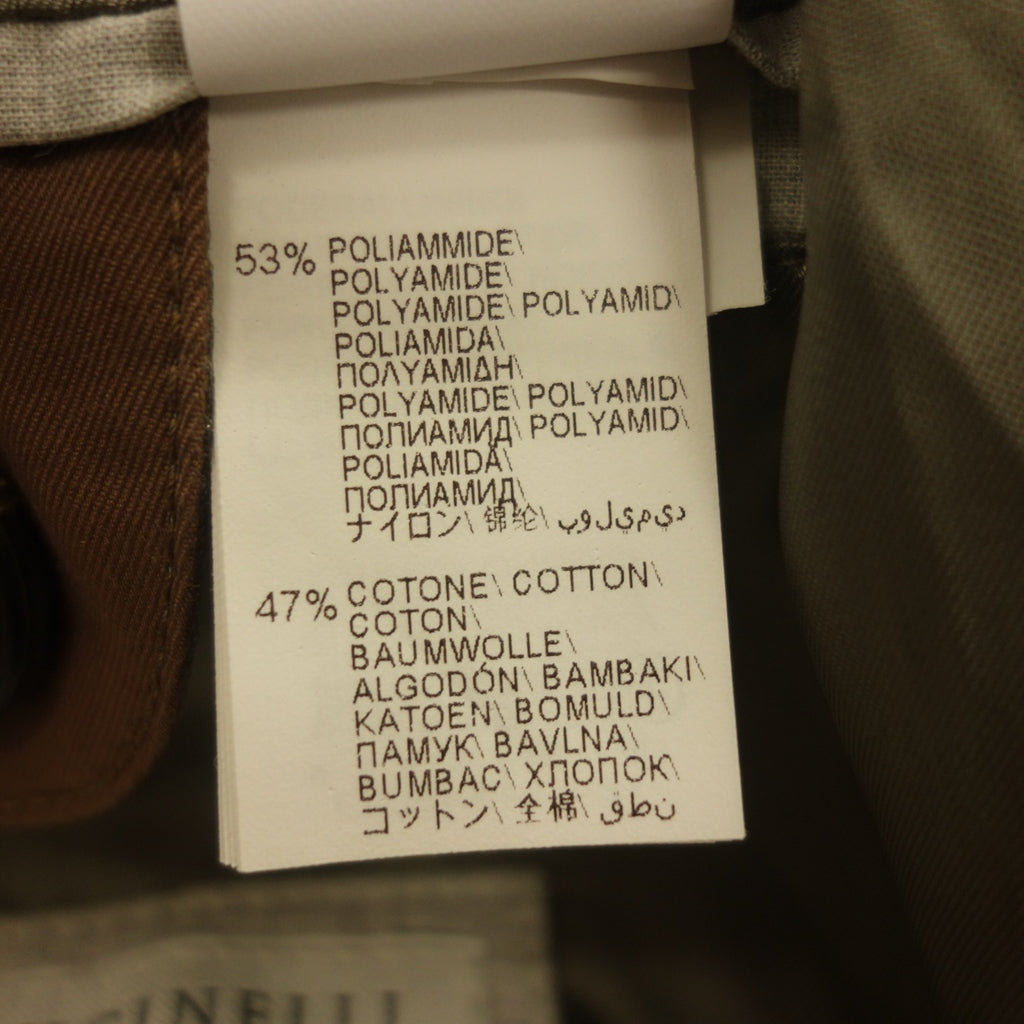 53% POLIAMMIDE\
POLYAMIDE\
POLYAMIDE\ POLYAMID\
POLIAMIDA\
ΠΟΛΥΑΜΙΔΗ\
POLYAMIDE\ POLYAMID\
ПОЛИАМИД\ POLYAMID\
POLIAMIDĂ\
ПОЛИАМИД\
ナイロン\ 锦纶\ بوليميد
47% COTONE\ COTTON\
COTON\
BAUMWOLLE\
ALGODÓN\ BAMBAKI\
KATOEN\ BOMULD\
ПАМУК\ BAVLNA\
BUMBAC\ ХЛОПОК\
コットン\ 全棉\ قطن